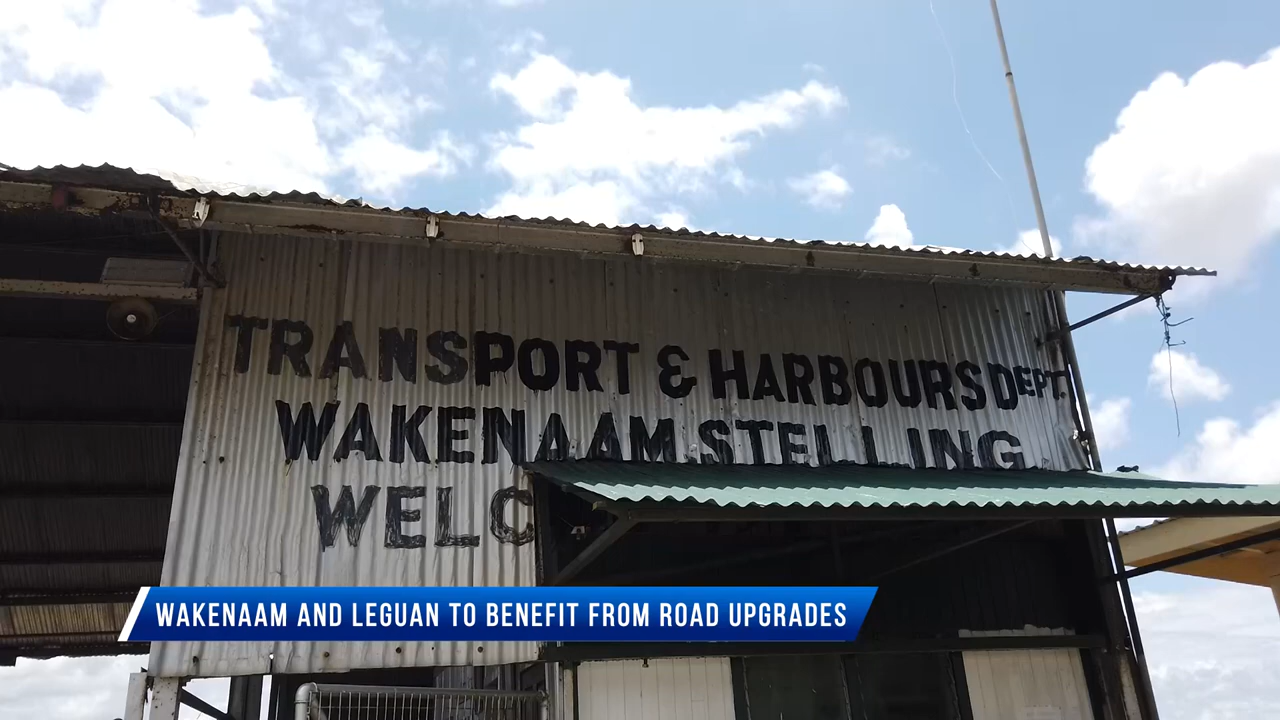 TRANSPORT & HARBOURS DEPT.
WAKENAAM STELLING
WELC
WAKENAAM AND LEGUAN TO BENEFIT FROM ROAD UPGRADES